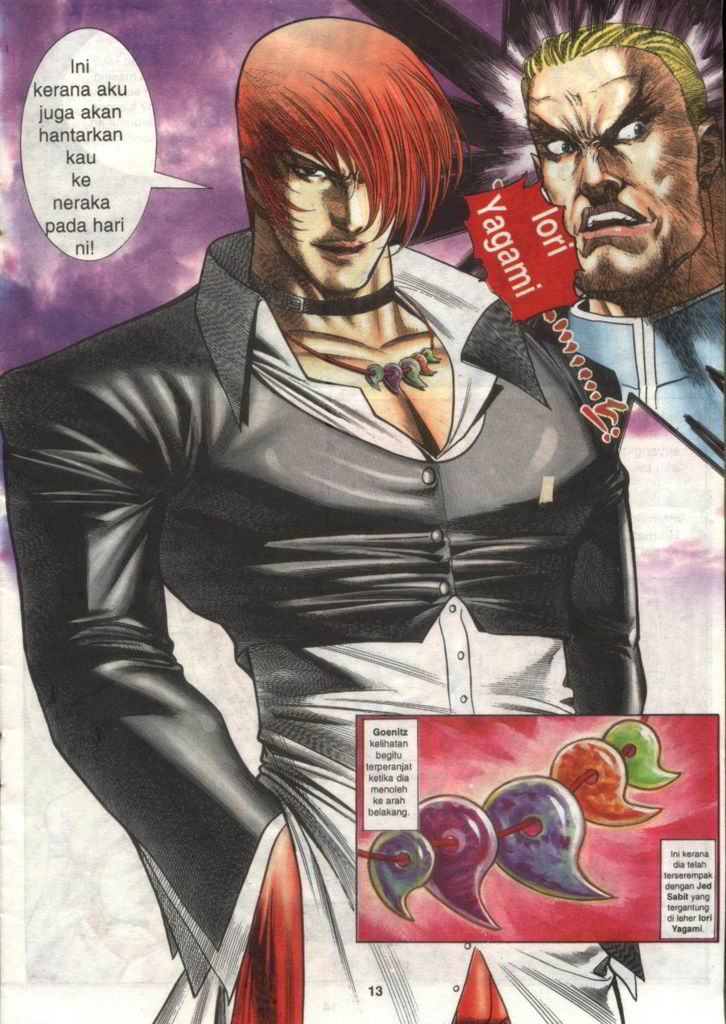 Ini
kerana aku
juga akan
hantarkan
kau
ke
neraka
pada hari
ni!
Iori
Yagami
Goenitz
kelihatan
begitu
terperanjat
ketika dia
menoleh
ke arah
belakang.
Ini kerana
dia telah
terserempak
dengan Jed
Sabit yang
tergantung
di leher Iori
Yagami.
13